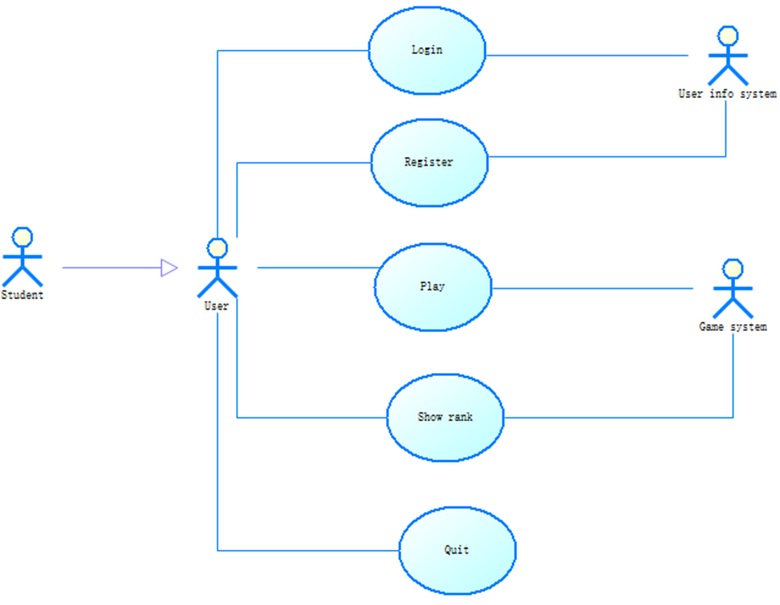 Login
User info system
Register
Student
User
Play
Game system
Show rank
Quit